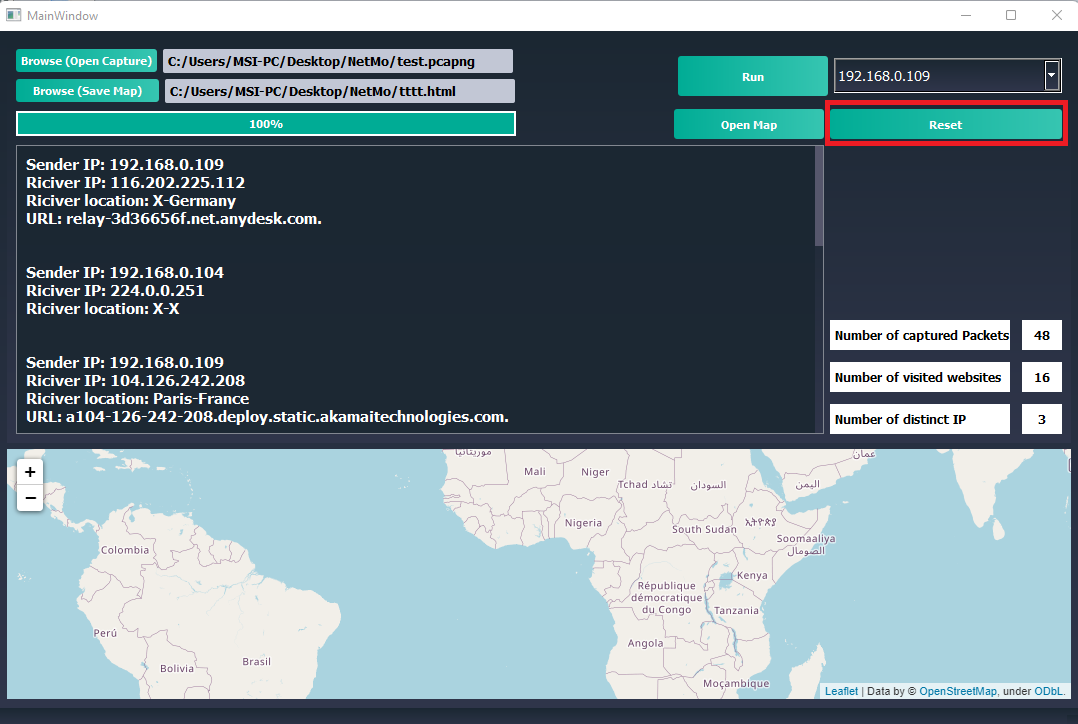 MainWindow
Browse (Open Capture)
C:/Users/MSI-PC/Desktop/NetMo/test.pcapng
Browse (Save Map)
C:/Users/MSI-PC/Desktop/NetMo/tttt.html
Run
192.168.0.109
100%
Open Map
Reset
Sender IP: 192.168.0.109
Riciver IP: 116.202.225.112
Riciver location: X-Germany
URL: relay-3d36656f.net.anydesk.com.
Sender IP: 192.168.0.104
Riciver IP: 224.0.0.251
Riciver location: X-X
Sender IP: 192.168.0.109
Riciver IP: 104.126.242.208
Riciver location: Paris-France
URL: a104-126-242-208.deploy.static.akamaitechnologies.com.
Number of captured Packets 48
Number of visited websites 16
Number of distinct IP 3
+
−
موريتانيا
عمان
Mali
Niger
Tchad تشاد
السودان
اليمن
Nigeria
South Sudan
ኢትዮጵያ
Soomaaliya
الصومال
Colombia
Kenya
République
démocratique
du Congo
Tanzania
Perú
Angola
Brasil
Bolivia
Moçambique
Leaflet | Data by © OpenStreetMap, under ODbL.